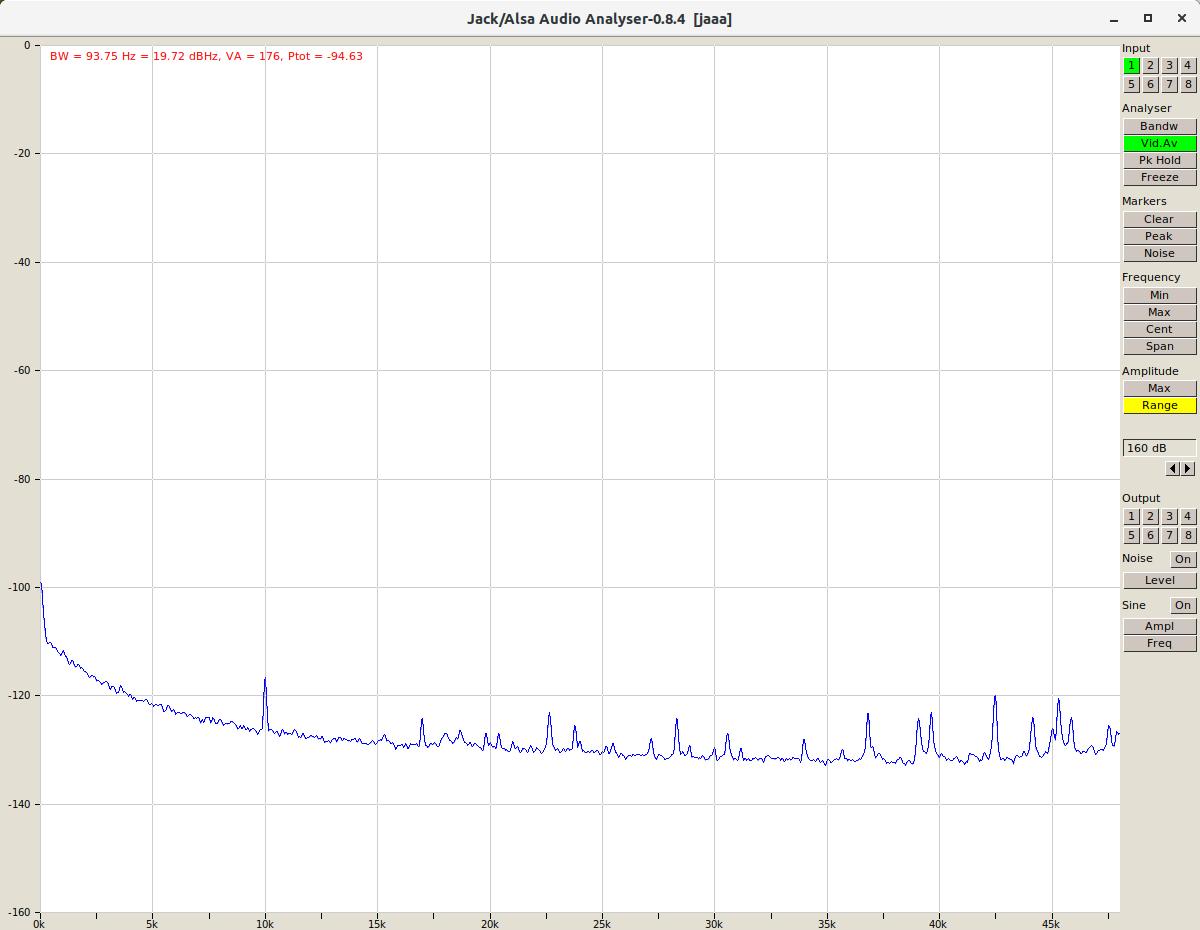 Jack/Alsa Audio Analyser-0.8.4 [jaaa]
BW = 93.75 Hz = 19.72 dBHz, VA = 176, Ptot = -94.63
0
-20
-40
-60
-80
-100
-120
-140
-160
0k 5k 10k 15k 20k 25k 30k 35k 40k 45k
Input
1 2 3 4
5 6 7 8
Analyser
Bandw
Vid.Av
Pk Hold
Freeze
Markers
Clear
Peak
Noise
Frequency
Min
Max
Cent
Span
Amplitude
Max
Range
160 dB
Output
1 2 3 4
5 6 7 8
Noise On
Level
Sine On
Ampl
Freq